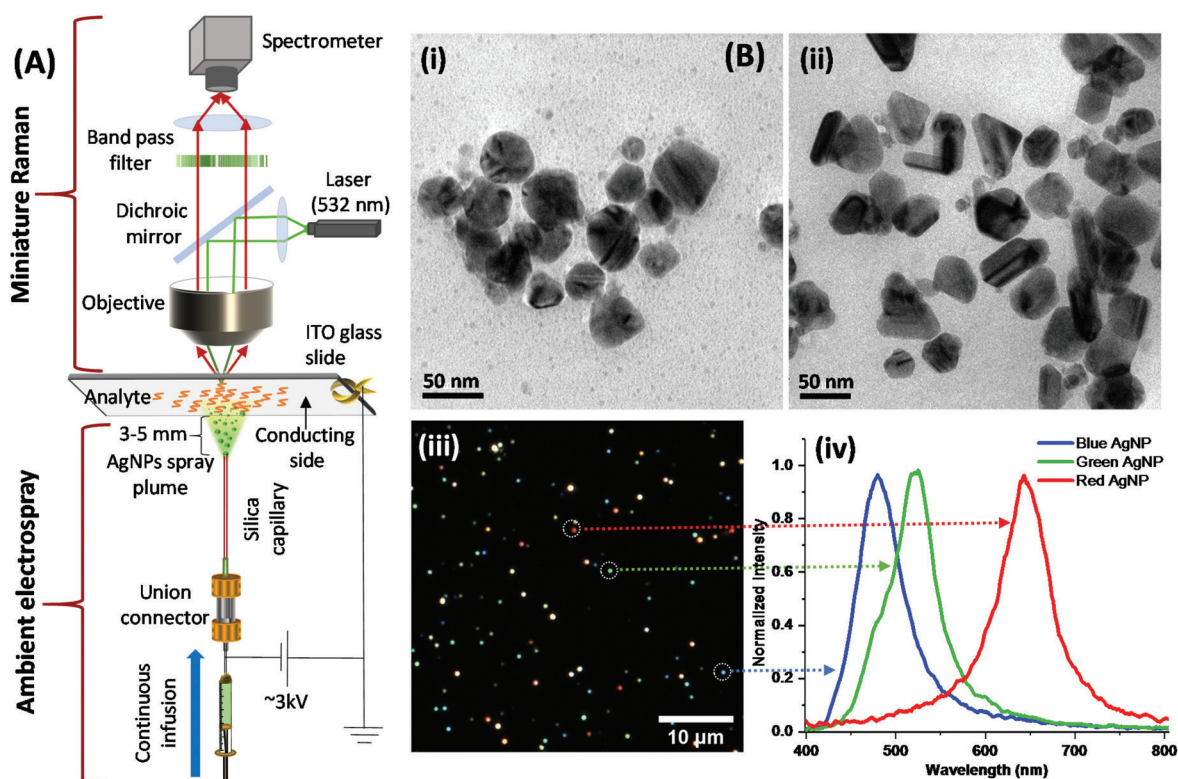 (A)
Miniature Raman
Spectrometer
Band pass
filter
Laser
(532 nm)
Dichroic
mirror
Objective
ITO glass
slide
Analyte
Ambient electrospray
3-5 mm
Conducting
side
AgNPs spray
plume
Silica
capillary
Union
connector
Continuous
infusion
~3kV
(B)
(i)
50 nm
(ii)
50 nm
(iii)
10 µm
(iv)
Blue AgNP
Green AgNP
Red AgNP
Normalized Intensity
1.0
0.8
0.6
0.4
0.2
0.0
400 500 600 700 800
Wavelength (nm)